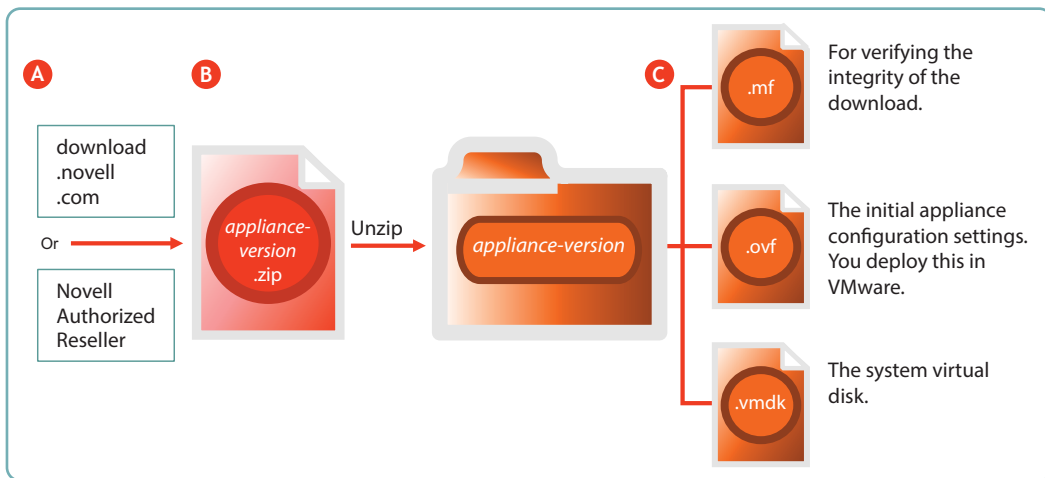 A
download
.novell
.com
Or
Novell
Authorized
Reseller
B
appliance-
version
.zip
Unzip
appliance-version
C
.mf
For verifying the
integrity of the
download.
.ovf
The initial appliance
configuration settings.
You deploy this in
VMware.
.vmdk
The system virtual
disk.